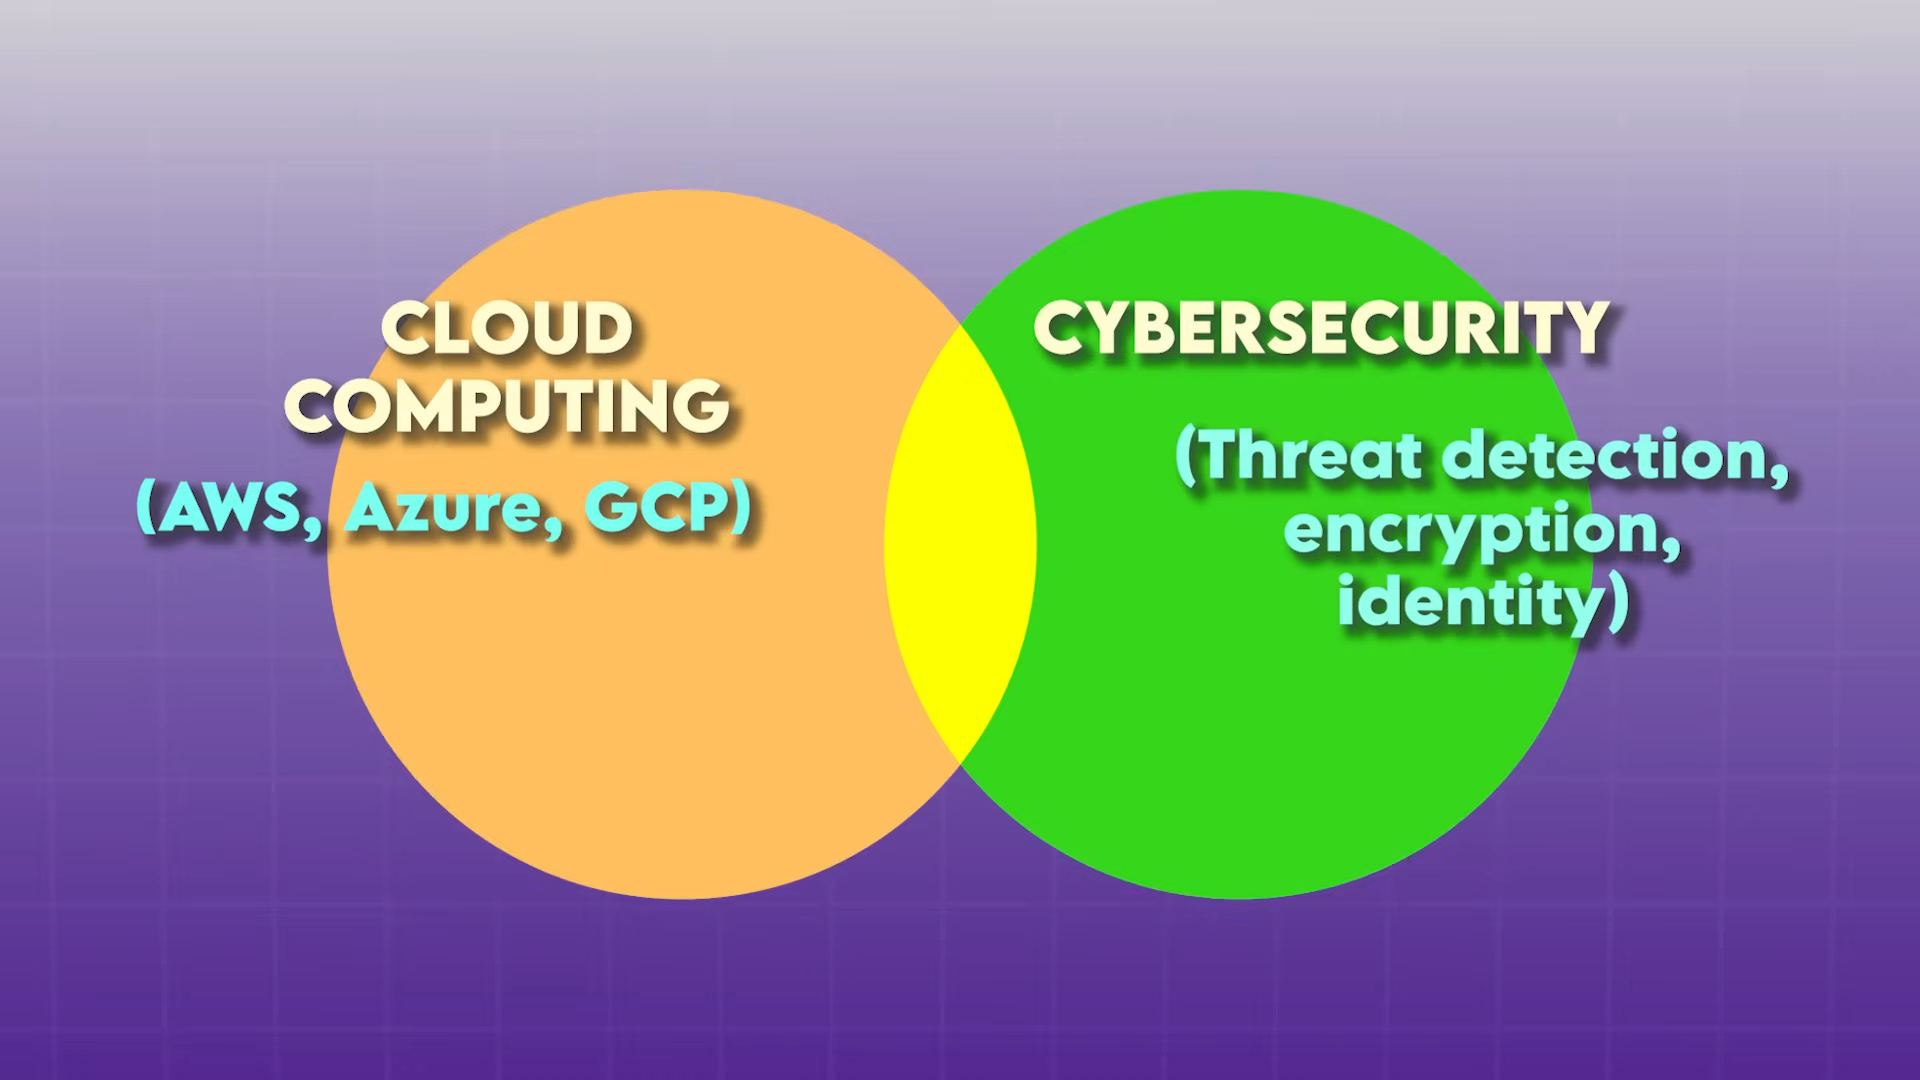 CLOUD
COMPUTING
(AWS, Azure, GCP)
CYBERSECURITY
(Threat detection,
encryption,
identity)